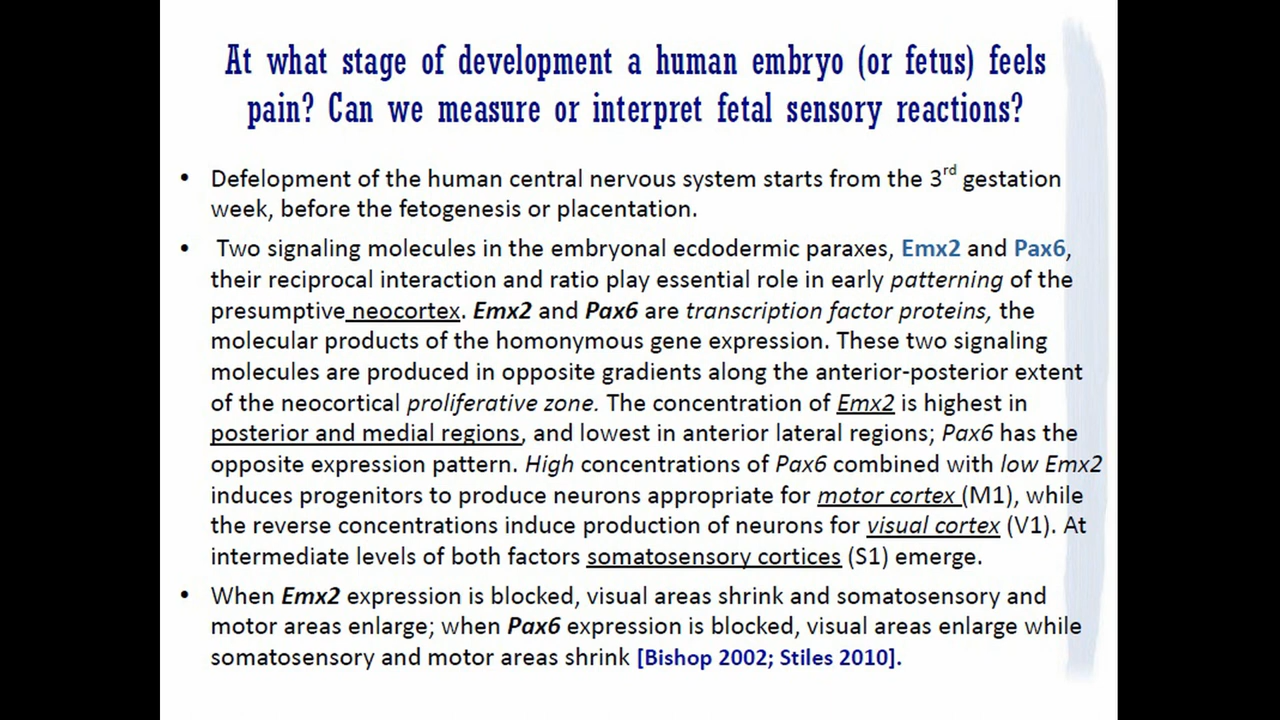 At what stage of development a human embryo (or fetus) feels
pain? Can we measure or interpret fetal sensory reactions?
• Defelopment of the human central nervous system starts from the 3rd gestation
week, before the fetogenesis or placentation.
• Two signaling molecules in the embryonal ecdodermic paraxes, Emx2 and Pax6,
their reciprocal interaction and ratio play essential role in early patterning of the
presumptive neocortex. Emx2 and Pax6 are transcription factor proteins, the
molecular products of the homonymous gene expression. These two signaling
molecules are produced in opposite gradients along the anterior-posterior extent
of the neocortical proliferative zone. The concentration of Emx2 is highest in
posterior and medial regions, and lowest in anterior lateral regions; Pax6 has the
opposite expression pattern. High concentrations of Pax6 combined with low Emx2
induces progenitors to produce neurons appropriate for motor cortex (M1), while
the reverse concentrations induce production of neurons for visual cortex (V1). At
intermediate levels of both factors somatosensory cortices (S1) emerge.
• When Emx2 expression is blocked, visual areas shrink and somatosensory and
motor areas enlarge; when Pax6 expression is blocked, visual areas enlarge while
somatosensory and motor areas shrink [Bishop 2002; Stiles 2010].